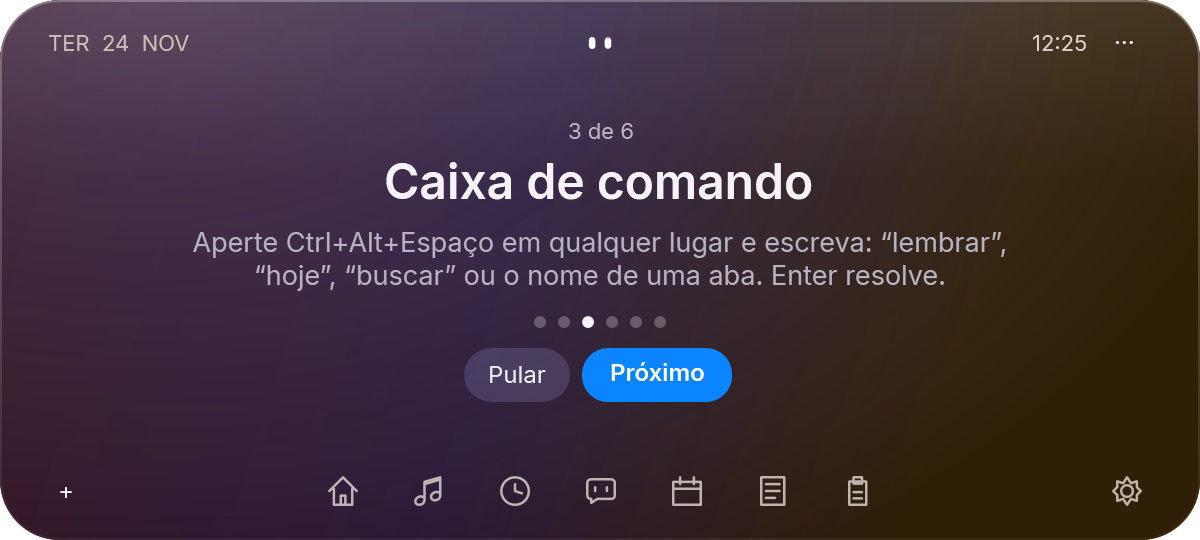 TER 24 NOV
12:25
3 de 6
Caixa de comando
Aperte Ctrl+Alt+Espaço em qualquer lugar e escreva: “lembrar”,
“hoje”, “buscar” ou o nome de uma aba. Enter resolve.
Pular
Próximo